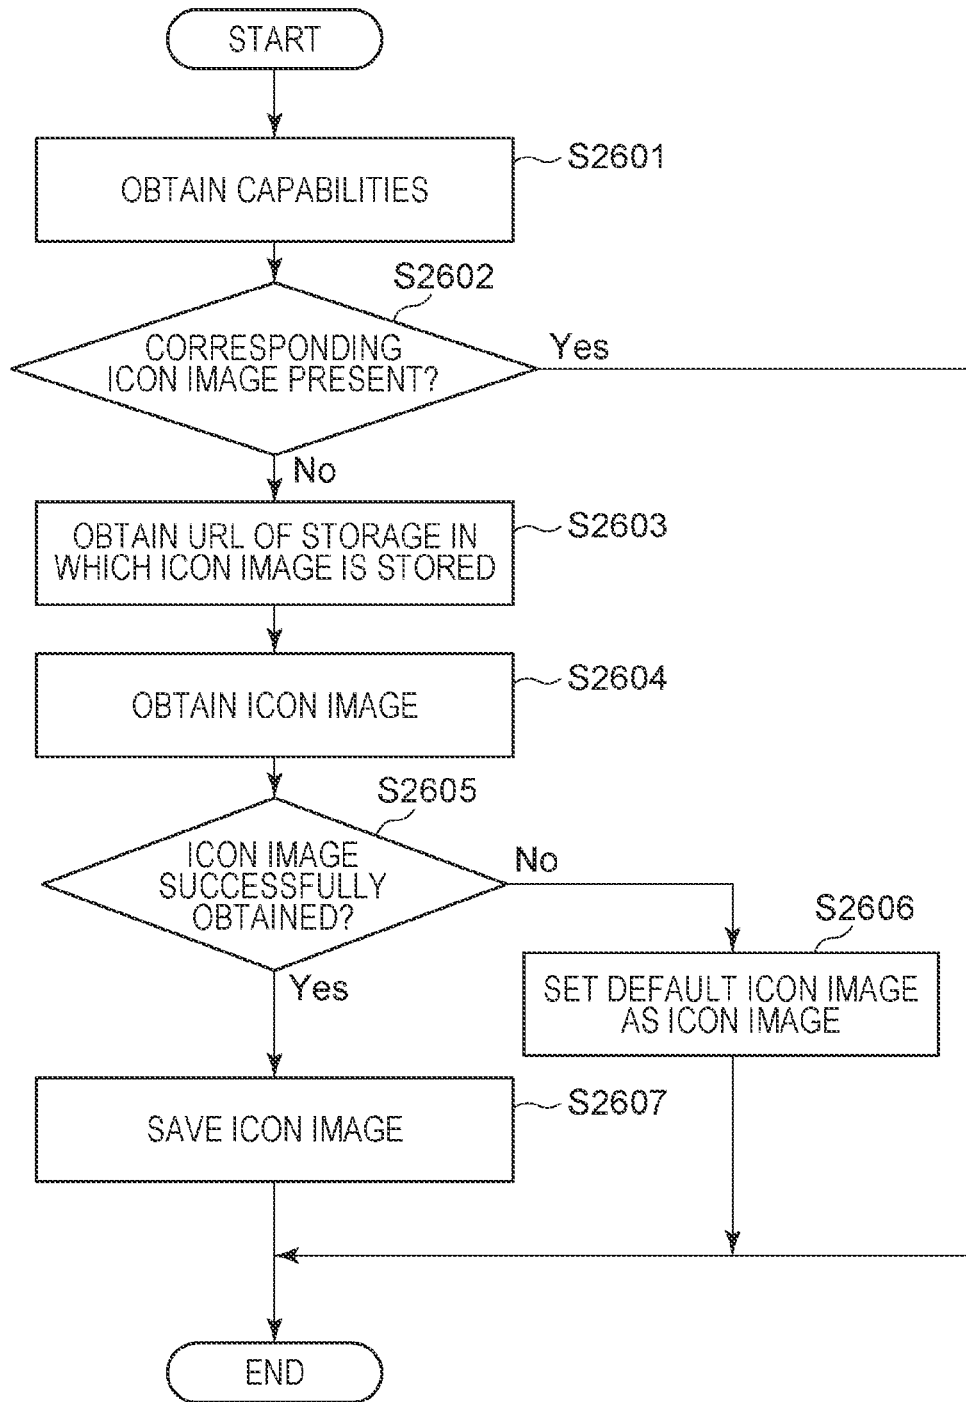 START
OBTAIN CAPABILITIES
S2601
S2602
CORRESPONDING
ICON IMAGE PRESENT?
Yes
No
OBTAIN URL OF STORAGE IN
WHICH ICON IMAGE IS STORED
S2603
OBTAIN ICON IMAGE
S2604
S2605
ICON IMAGE
SUCCESSFULLY
OBTAINED?
No
Yes
S2606
SET DEFAULT ICON IMAGE
AS ICON IMAGE
SAVE ICON IMAGE
S2607
END